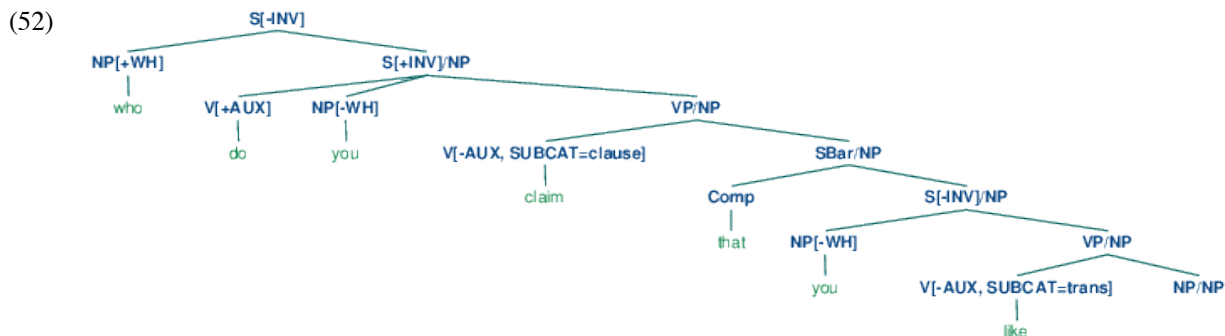 (52)
S[-INV]
NP[+WH] S[+INV]/NP
who V[+AUX] NP[-WH] VP/NP
do you V[-AUX, SUBCAT=clause] SBar/NP
claim Comp S[-INV]/NP
that NP[-WH] VP/NP
you V[-AUX, SUBCAT=trans] NP/NP
like